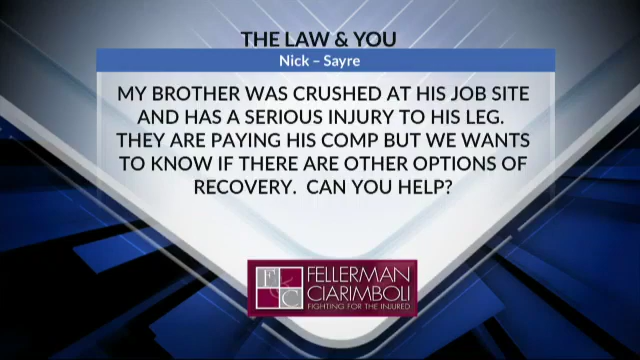 THE LAW & YOU
Nick – Sayre
MY BROTHER WAS CRUSHED AT HIS JOB SITE
AND HAS A SERIOUS INJURY TO HIS LEG.
THEY ARE PAYING HIS COMP BUT WE WANTS
TO KNOW IF THERE ARE OTHER OPTIONS OF
RECOVERY.  CAN YOU HELP?
F&C
FELLERMAN
CIARIMBOLI
FIGHTING FOR THE INJURED